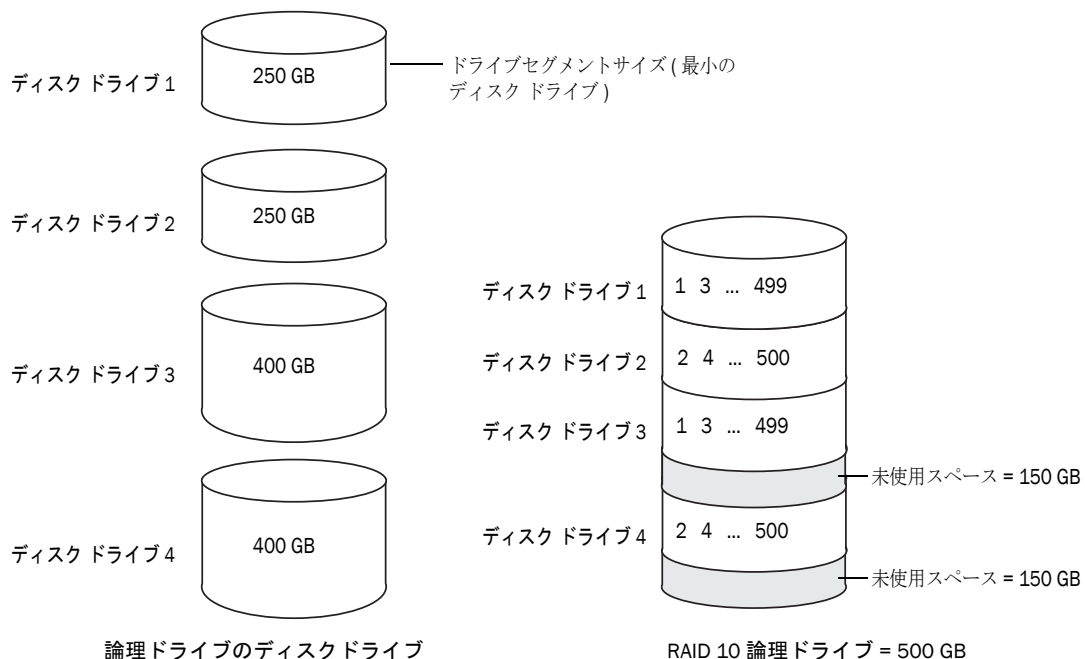 ディスク ドライブ 1
250 GB
ドライブセグメントサイズ ( 最小の
ディスク ドライブ )
ディスク ドライブ 2
250 GB
ディスク ドライブ 3
400 GB
ディスク ドライブ 4
400 GB
論理ドライブのディスクドライブ
ディスク ドライブ 1
1 3 ... 499
ディスク ドライブ 2
2 4 ... 500
ディスク ドライブ 3
1 3 ... 499
未使用スペース = 150 GB
ディスク ドライブ 4
2 4 ... 500
未使用スペース = 150 GB
RAID 10 論理ドライブ = 500 GB